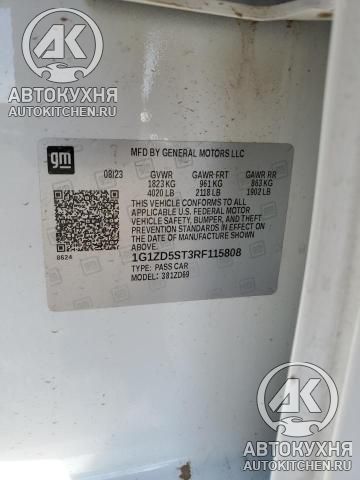 АК
АВТОКУХНЯ
AUTOKITCHEN.RU
gm
MFD BY GENERAL MOTORS LLC
08/23 GVWR GAWR FRT GAWR RR
1823 KG 961 KG 863 KG
4020 LB 2118 LB 1902 LB
THIS VEHICLE CONFORMS TO ALL
APPLICABLE U.S. FEDERAL MOTOR
VEHICLE SAFETY, BUMPER, AND THEFT
PREVENTION STANDARDS IN EFFECT ON
THE DATE OF MANUFACTURE SHOWN
ABOVE.
8624
1G1ZD5ST3RF115808
TYPE: PASS CAR
MODEL: 381ZD69
АК
АВТОКУХНЯ
AUTOKITCHEN.RU